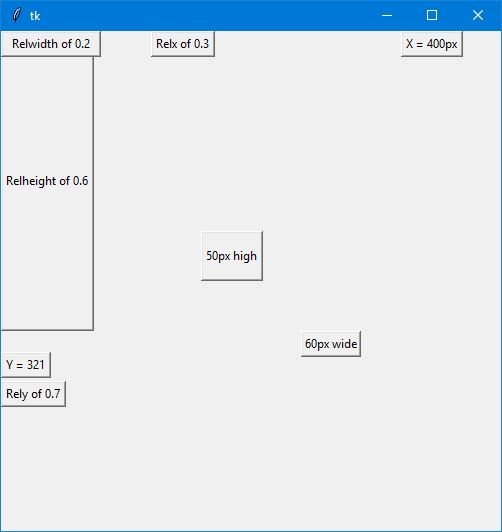 tk
Relwidth of 0.2
Relx of 0.3
X = 400px
Relheight of 0.6
50px high
60px wide
Y = 321
Rely of 0.7